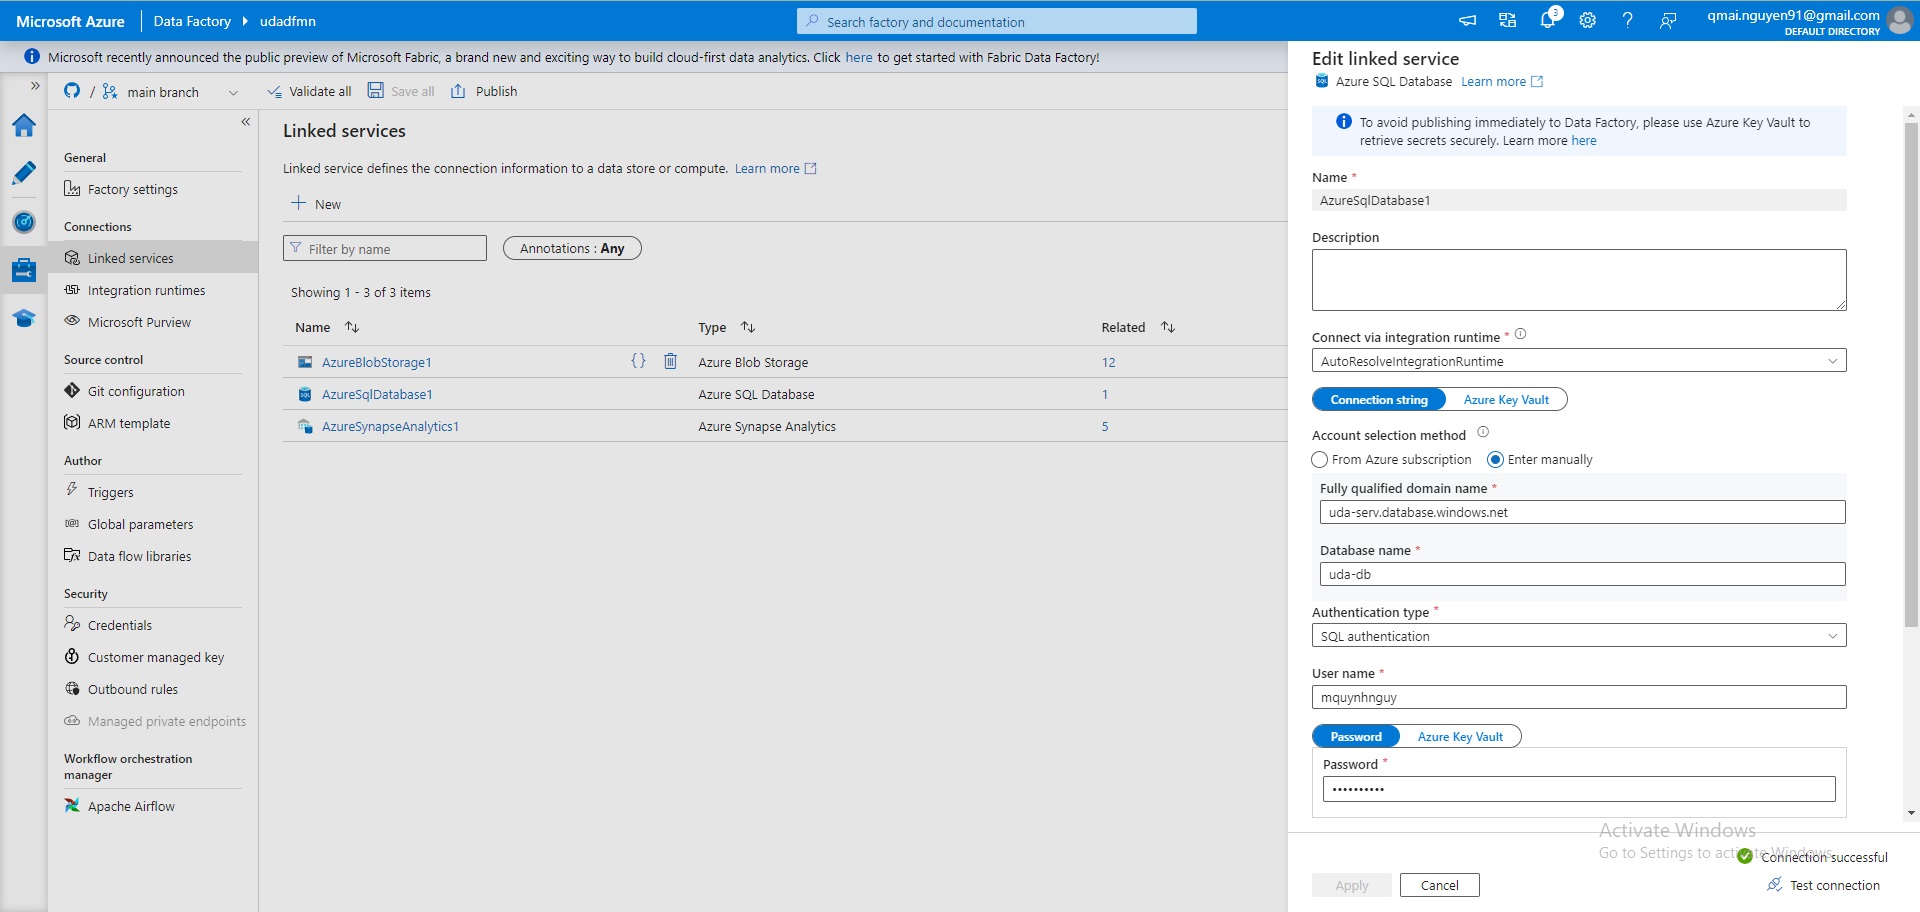 Microsoft Azure
Data Factory
udadfmn
Search factory and documentation
3
qmai.nguyen91@gmail.com
DEFAULT DIRECTORY
Microsoft recently announced the public preview of Microsoft Fabric, a brand new and exciting way to build cloud-first data analytics. Click here to get started with Fabric Data Factory!
/ main branch
Validate all
Save all
Publish
General
Factory settings
Connections
Linked services
Integration runtimes
Microsoft Purview
Source control
Git configuration
ARM template
Author
Triggers
Global parameters
Data flow libraries
Security
Credentials
Customer managed key
Outbound rules
Managed private endpoints
Workflow orchestration
manager
Apache Airflow
Linked services
Linked service defines the connection information to a data store or compute. Learn more
New
Filter by name
Annotations : Any
Showing 1 - 3 of 3 items
Name Type Related
AzureBlobStorage1 {} Azure Blob Storage 12
AzureSqlDatabase1 Azure SQL Database 1
AzureSynapseAnalytics1 Azure Synapse Analytics 5
Edit linked service
Azure SQL Database Learn more
To avoid publishing immediately to Data Factory, please use Azure Key Vault to
retrieve secrets securely. Learn more here
Name *
AzureSqlDatabase1
Description
Connect via integration runtime *
AutoResolveIntegrationRuntime
Connection string Azure Key Vault
Account selection method
From Azure subscription Enter manually
Fully qualified domain name *
uda-serv.database.windows.net
Database name *
uda-db
Authentication type *
SQL authentication
User name *
mquynhnguy
Password Azure Key Vault
Password *
••••••••••
Activate Windows
Go to Settings to activate Windows.
Connection successful
Apply
Cancel
Test connection